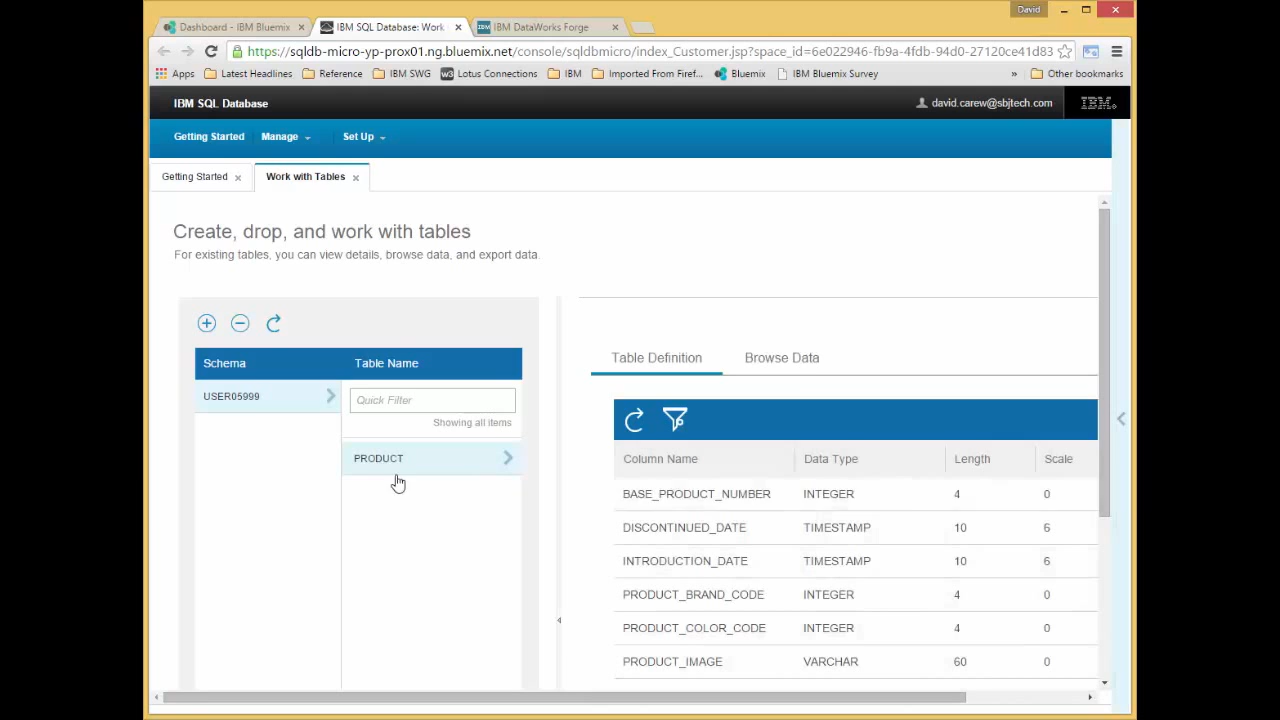 David
Dashboard - IBM Bluemix
IBM SQL Database: Work
IBM DataWorks Forge
https://sqldb-micro-yp-prox01.ng.bluemix.net/console/sqldbmicro/index_Customer.jsp?space_id=6e022946-fb9a-4fdb-94d0-27120ce41d83
Apps Latest Headlines Reference IBM SWG Lotus Connections IBM Imported From Firef... Bluemix IBM Bluemix Survey » Other bookmarks
IBM SQL Database
david.carew@sbjtech.com
IBM
Getting Started Manage Set Up
Getting Started Work with Tables
Create, drop, and work with tables
For existing tables, you can view details, browse data, and export data.
Schema Table Name
USER05999
Quick Filter
Showing all items
PRODUCT
Table Definition Browse Data
Column Name Data Type Length Scale
BASE_PRODUCT_NUMBER INTEGER 4 0
DISCONTINUED_DATE TIMESTAMP 10 6
INTRODUCTION_DATE TIMESTAMP 10 6
PRODUCT_BRAND_CODE INTEGER 4 0
PRODUCT_COLOR_CODE INTEGER 4 0
PRODUCT_IMAGE VARCHAR 60 0